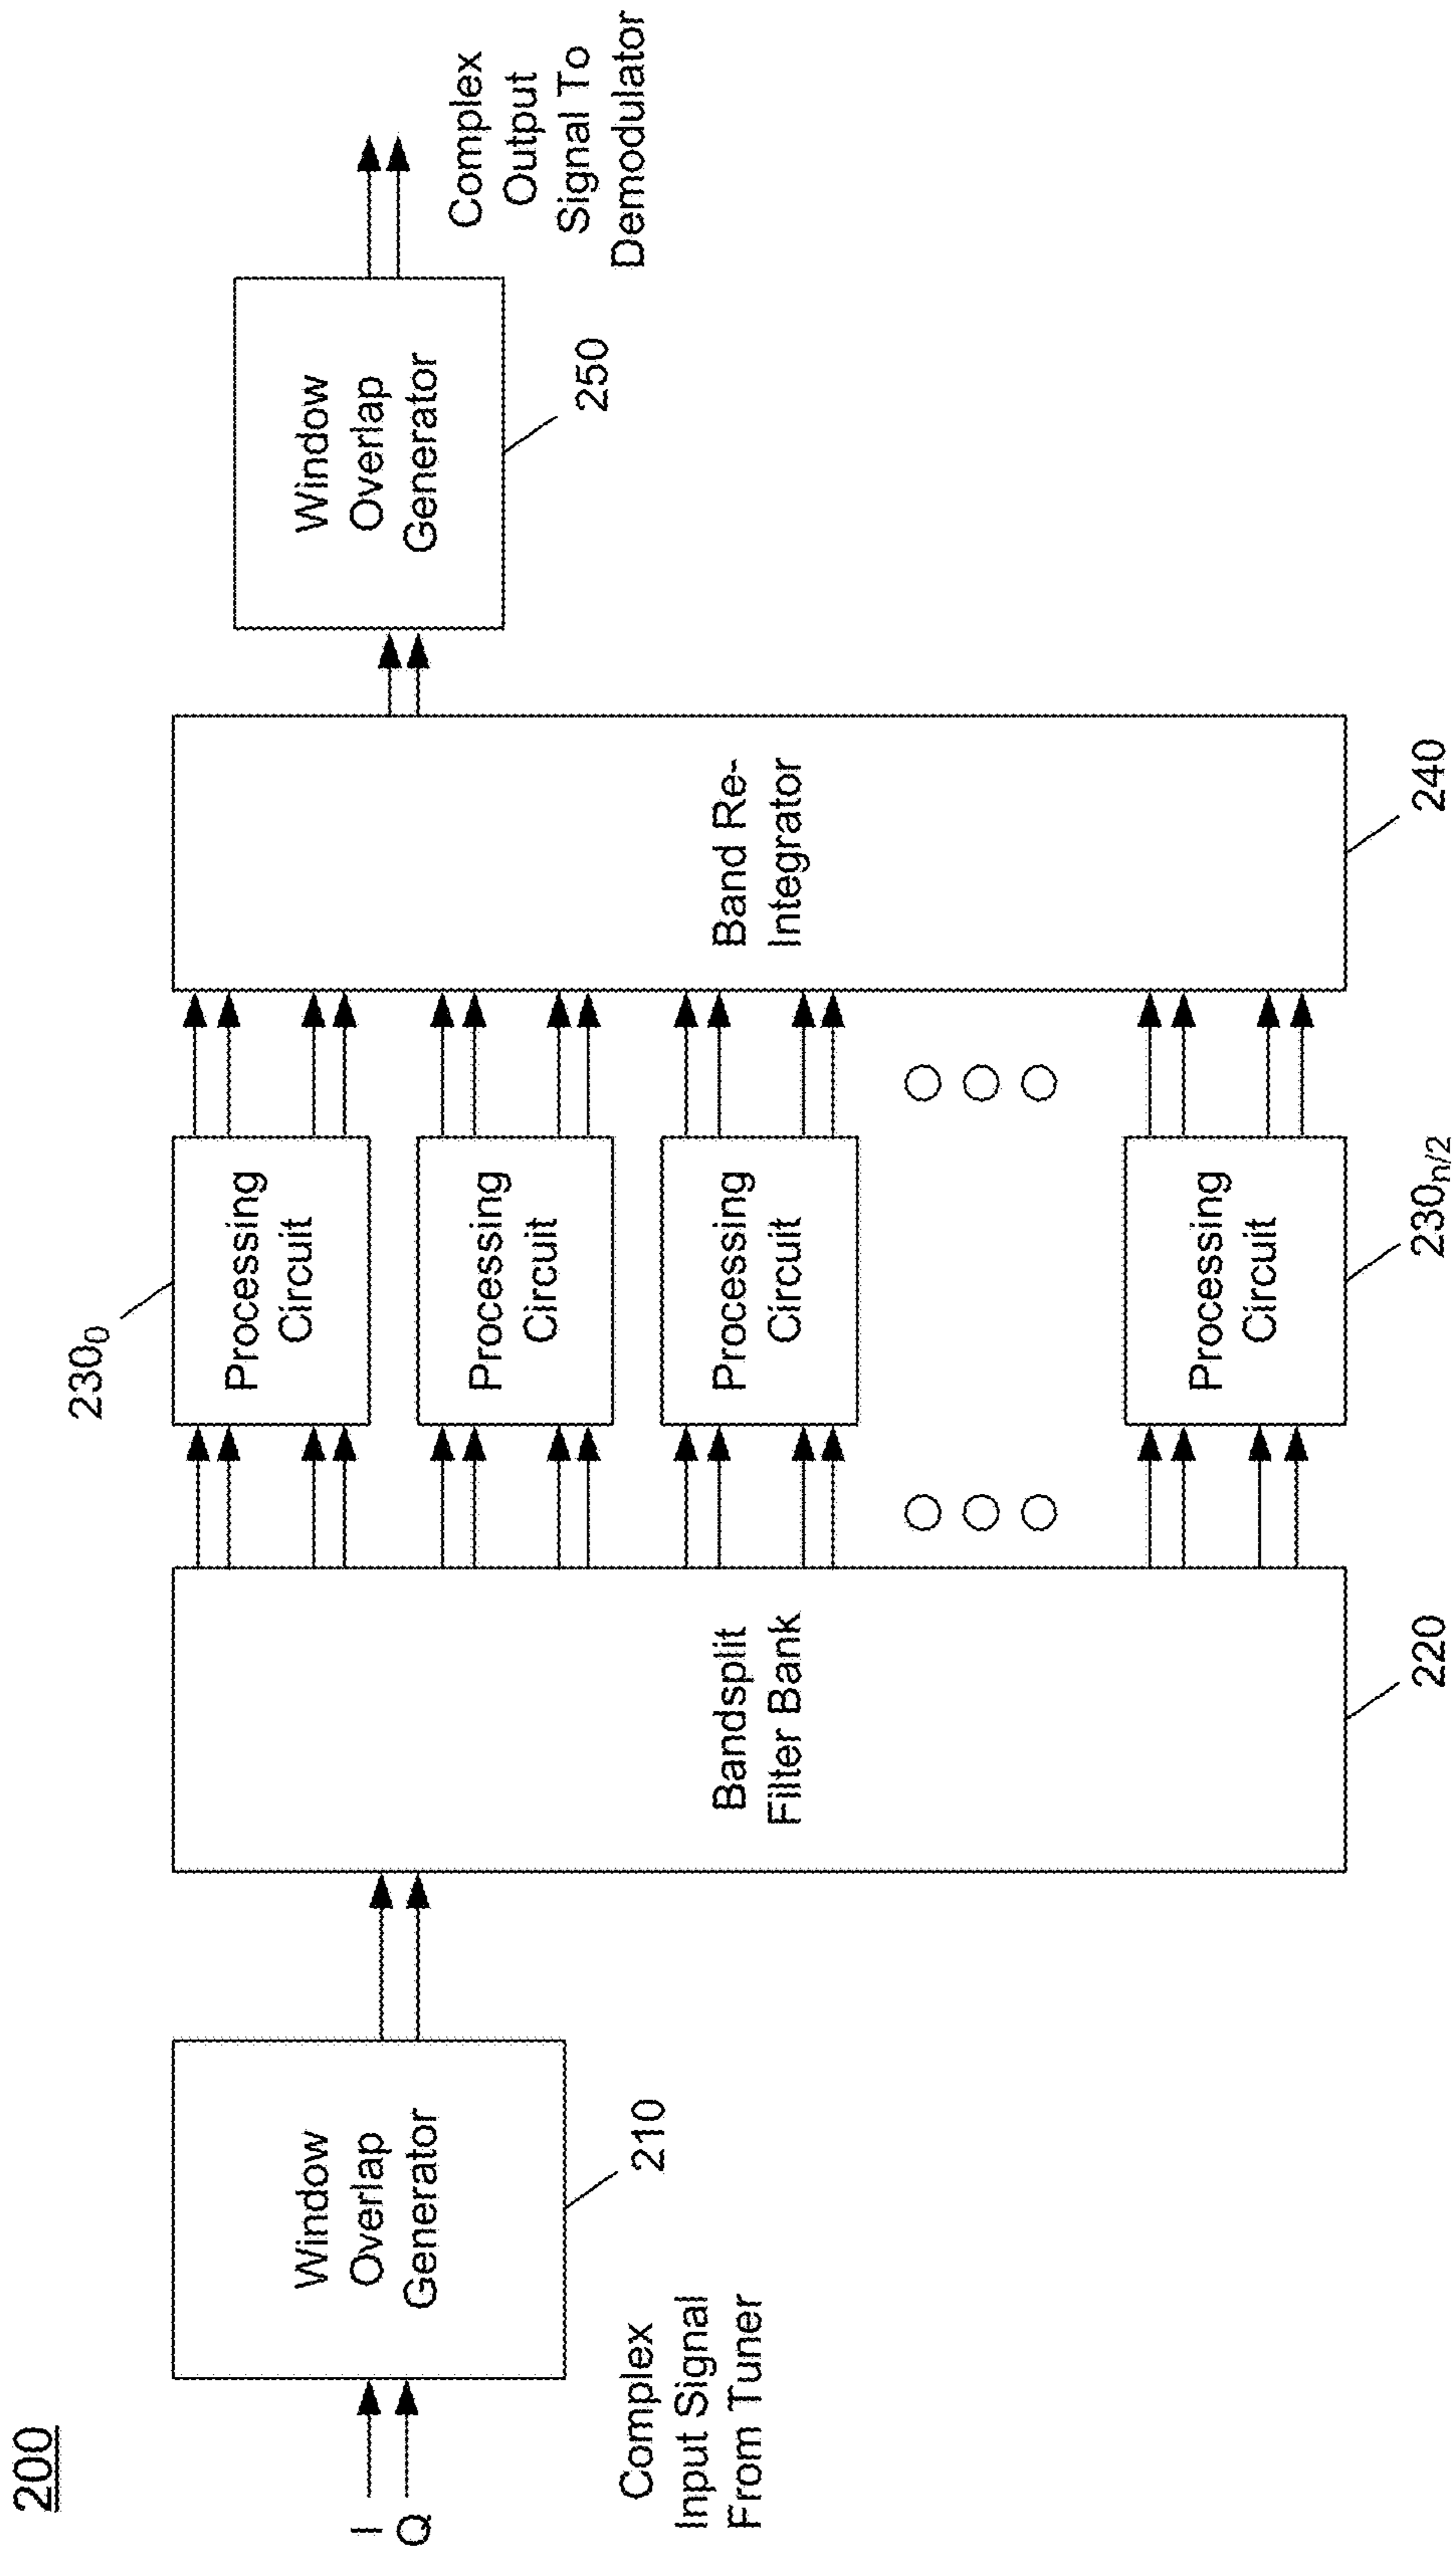 200
I
Q
Complex
Input Signal
From Tuner
Window
Overlap
Generator
210
Bandsplit
Filter Bank
220
230₀
Processing
Circuit
Processing
Circuit
Processing
Circuit
Processing
Circuit
230ₙ/₂
Band Re-
Integrator
240
Window
Overlap
Generator
250
Complex
Output
Signal To
Demodulator